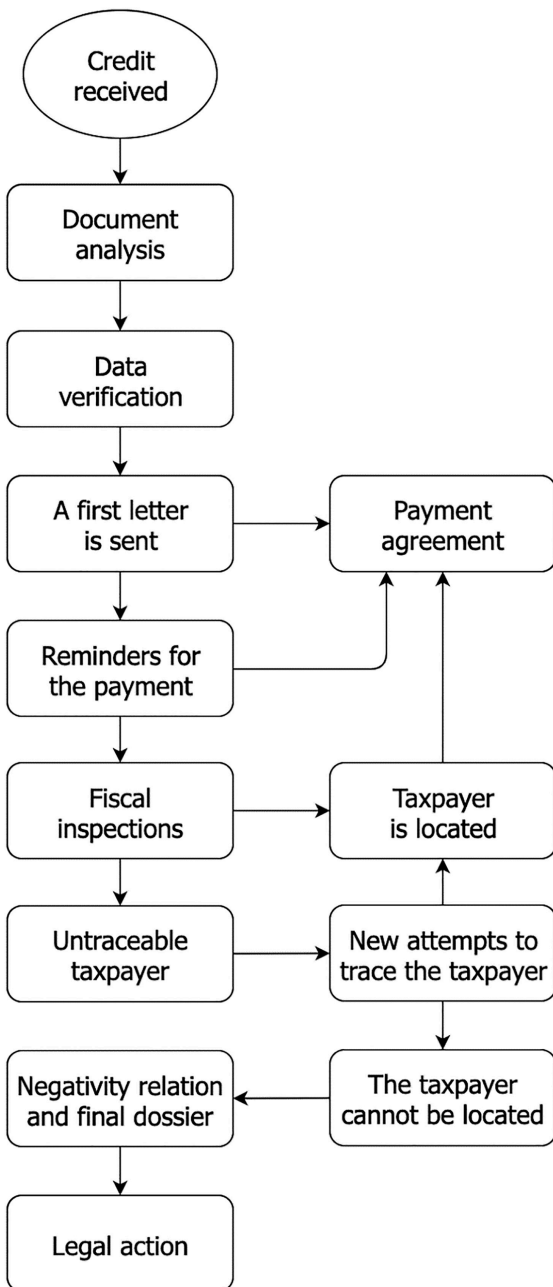 Credit
received
Document
analysis
Data
verification
A first letter
is sent
Payment
agreement
Reminders for
the payment
Fiscal
inspections
Taxpayer
is located
Untraceable
taxpayer
New attempts to
trace the taxpayer
Negativity relation
and final dossier
The taxpayer
cannot be located
Legal action